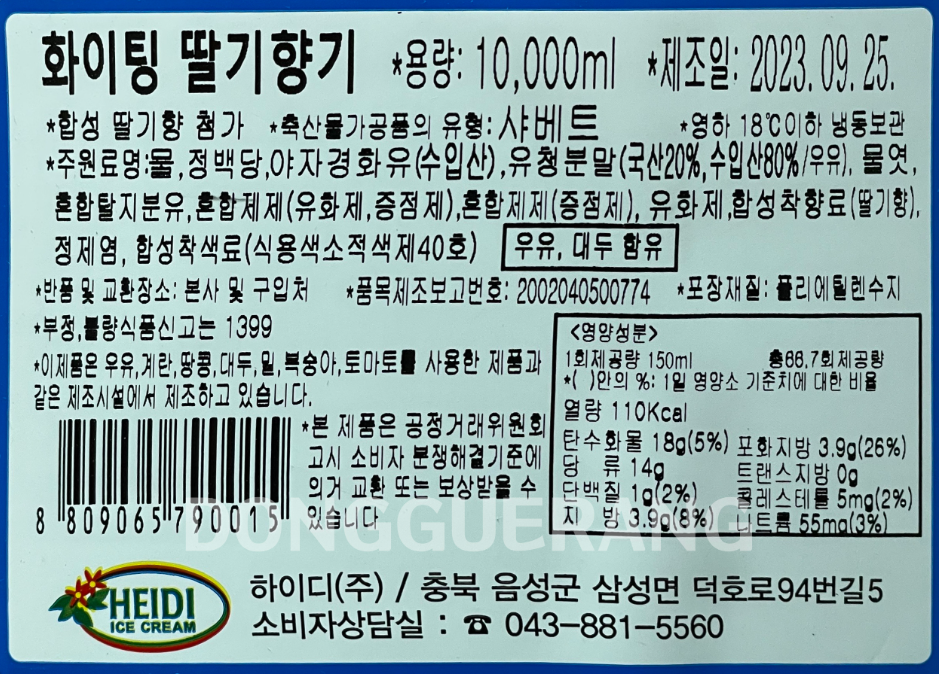 화이팅 딸기향기 *용량: 10,000ml *제조일: 2023. 09. 25.
*합성 딸기향 첨가 *축산물가공품의 유형: 샤베트 *영하 18℃이하 냉동보관
*주원료명:물,정백당,야자경화유(수입산),유청분말(국산20%,수입산80%/우유), 물엿,
혼합탈지분유,혼합제제(유화제,증점제),혼합제제(증점제), 유화제,합성착향료(딸기향),
정제염, 합성착색료(식용색소적색제40호) 우유, 대두 함유
*반품 및 교환장소: 본사 및 구입처 *품목제조보고번호: 2002040500774 *포장재질: 폴리에틸렌수지
*부정,불량식품신고는 1399
*이제품은 우유,계란,땅콩,대두,밀,복숭아,토마토를 사용한 제품과
같은 제조시설에서 제조하고 있습니다.
*본 제품은 공정거래위원회
고시 소비자 분쟁해결기준에
의거 교환 또는 보상받을 수
있습니다
8 809065 790015
<영양성분>
1회제공량 150ml 총66.7회제공량
*( )안의 %: 1일 영양소 기준치에 대한 비율
열량 110Kcal
탄수화물 18g(5%) 포화지방 3.9g(26%)
당 류 14g 트랜스지방 0g
단백질 1g(2%) 콜레스테롤 5mg(2%)
지 방 3.9g(8%) 나트륨 55mg(3%)
DONGGUERANG
HEIDI
ICE CREAM
하이디(주) / 충북 음성군 삼성면 덕호로94번길5
소비자상담실 : ☎ 043-881-5560